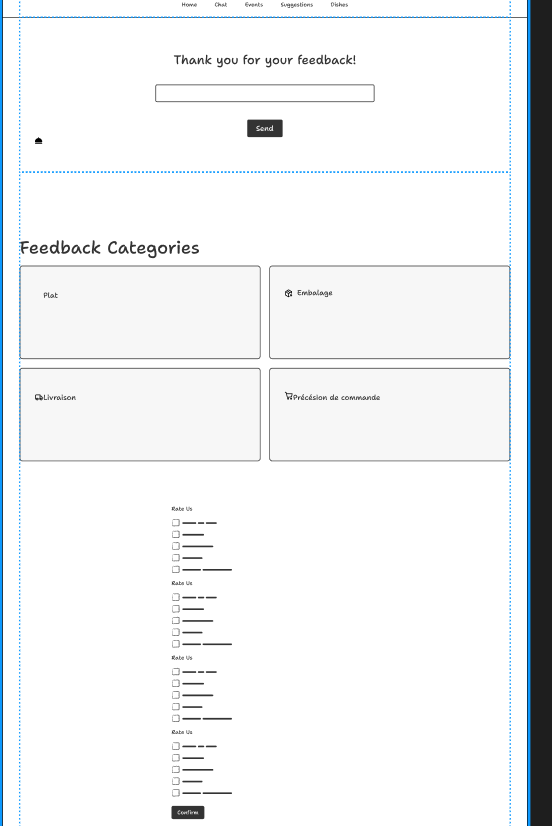 Home Chat Events Suggestions Dishes
Thank you for your feedback!
Send
Feedback Categories
Plat
Embalage
Livraison
Précésion de commande
Rate Us
Rate Us
Rate Us
Rate Us
Confirm